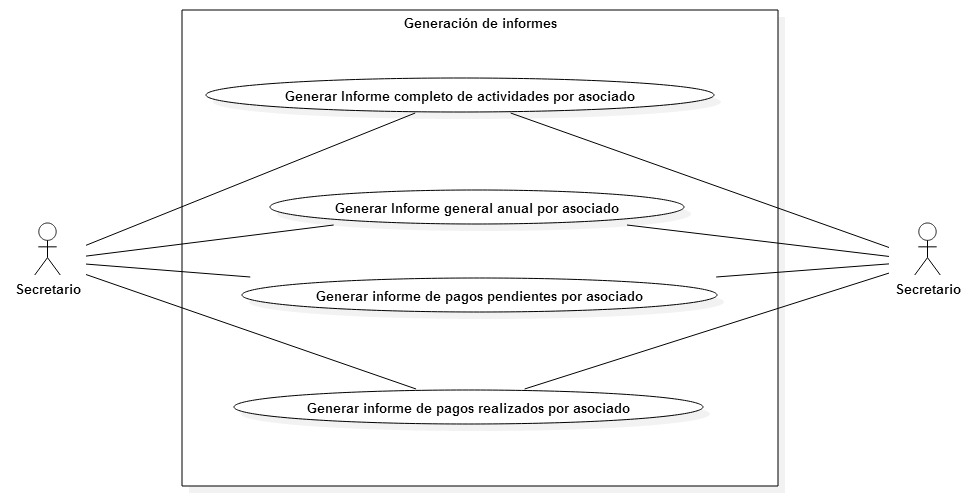 Generación de informes
Generar Informe completo de actividades por asociado
Generar Informe general anual por asociado
Secretario
Secretario
Generar informe de pagos pendientes por asociado
Generar informe de pagos realizados por asociado